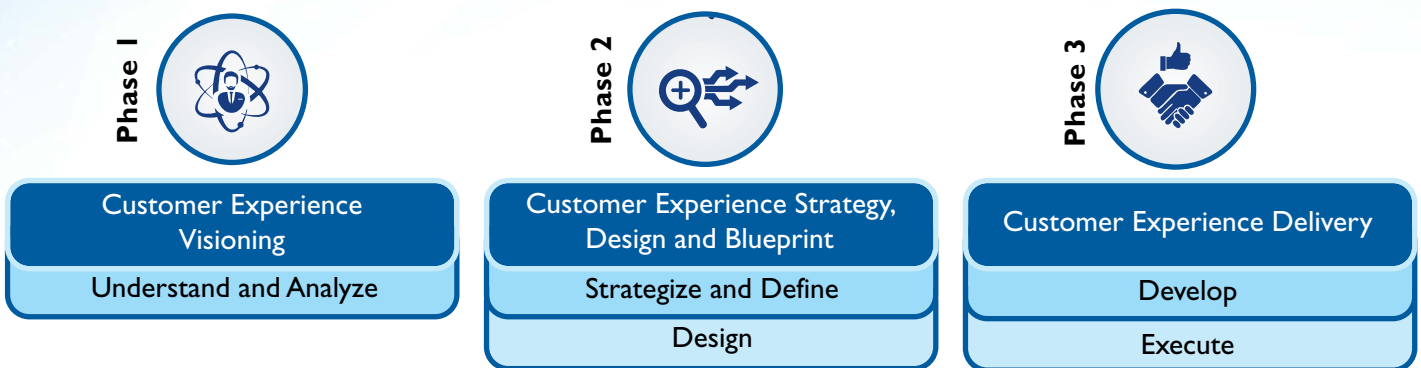 Phase 1
Customer Experience
Visioning
Understand and Analyze
Phase 2
Customer Experience Strategy,
Design and Blueprint
Strategize and Define
Design
Phase 3
Customer Experience Delivery
Develop
Execute